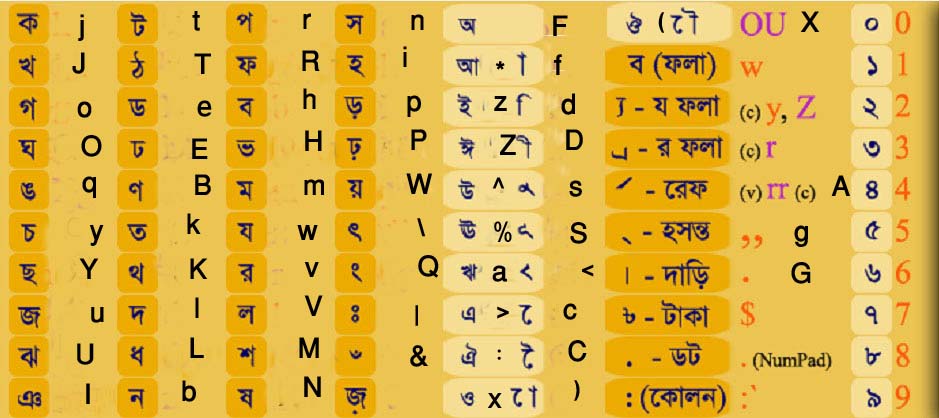 ক j ট t প r স n অ F ঔ ( ৌ OU X ০ 0
খ J ঠ T ফ R হ i আ * া f ব (ফলা) w ১ 1
গ o ড e ব h ড় p ই z ি d ্য - য ফলা (c) y, Z ২ 2
ঘ O ঢ E ভ H ঢ় P ঈ Z ী D ্র - র ফলা (c) r ৩ 3
ঙ q ণ B ম m য় W উ ^ ু s র্ - রেফ (v) rr (c) A ৪ 4
চ y ত k য w ৎ \ ঊ % ূ S ্ - হসন্ত ,, g ৫ 5
ছ Y থ K র v ং Q ঋ a ৃ < । - দাড়ি . G ৬ 6
জ u দ l ল V ঃ | এ > ে c ৳ - টাকা $ ৭ 7
ঝ U ধ L শ M ঁ & ঐ : ৈ C . - ডট . (NumPad) ৮ 8
ঞ I ন b ষ N জ় ও x ো ) : (কোলন) :` ৯ 9